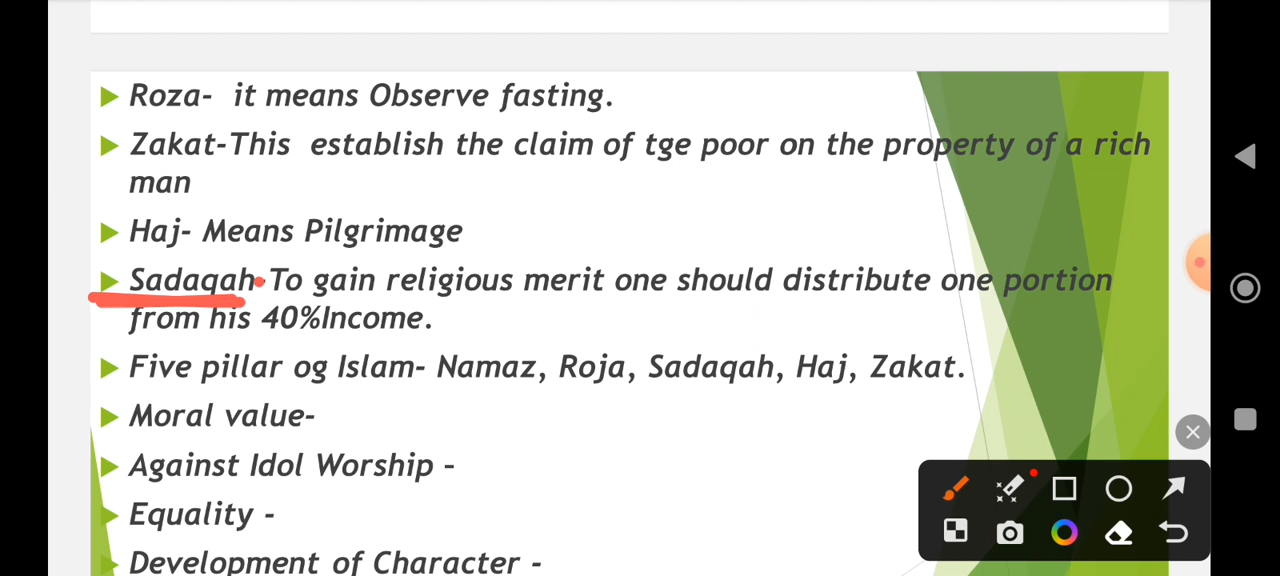 Roza- it means Observe fasting.
Zakat-This establish the claim of tge poor on the property of a rich
man
Haj- Means Pilgrimage
Sadaqah-To gain religious merit one should distribute one portion
from his 40%Income.
Five pillar og Islam- Namaz, Roja, Sadaqah, Haj, Zakat.
Moral value-
Against Idol Worship -
Equality -
Development of Character -